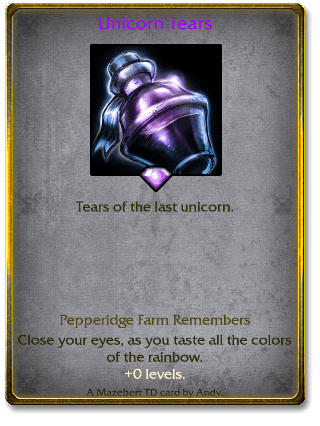 Unicorn Tears
Tears of the last unicorn.
Pepperidge Farm Remembers
Close your eyes, as you taste all the colors
of the rainbow.
+0 levels.
A Mazebert TD card by Andy...